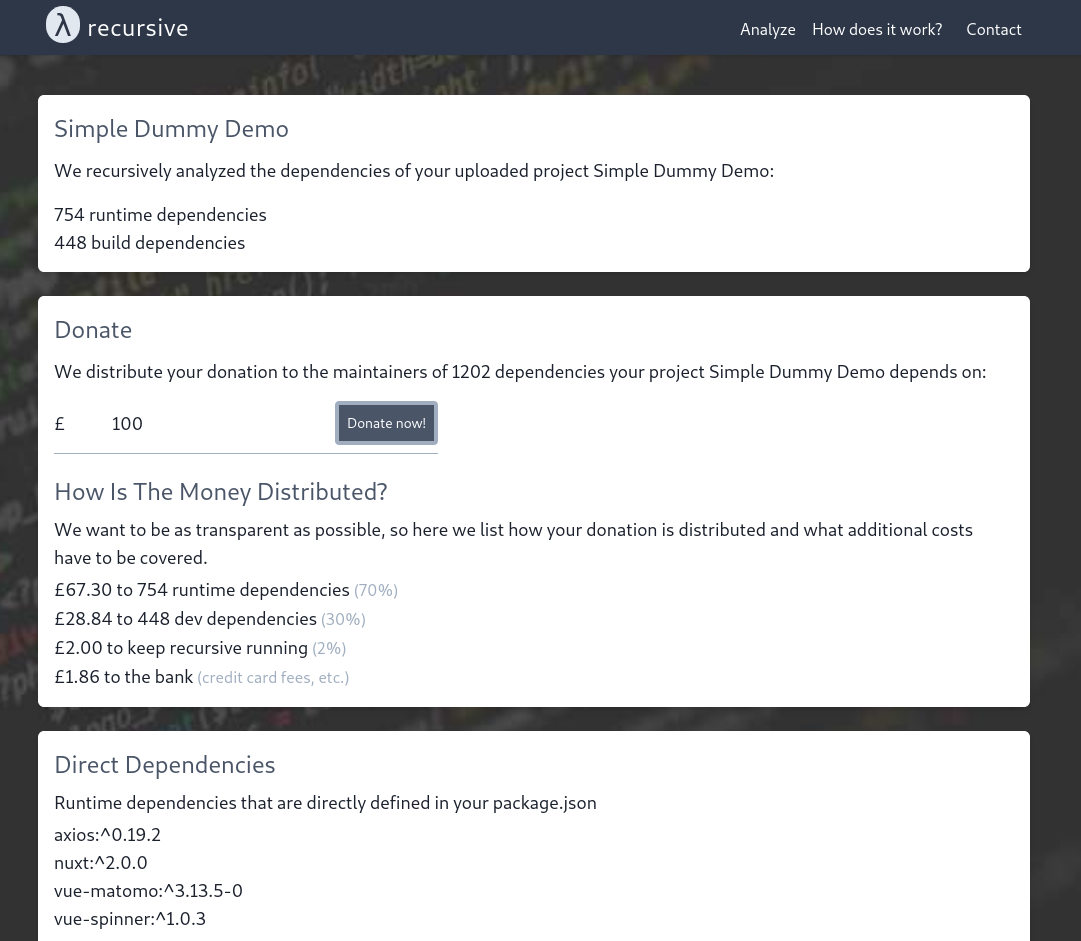 λ recursive
Analyze How does it work? Contact
Simple Dummy Demo
We recursively analyzed the dependencies of your uploaded project Simple Dummy Demo:
754 runtime dependencies
448 build dependencies
Donate
We distribute your donation to the maintainers of 1202 dependencies your project Simple Dummy Demo depends on:
£ 100 Donate now!
How Is The Money Distributed?
We want to be as transparent as possible, so here we list how your donation is distributed and what additional costs
have to be covered.
£67.30 to 754 runtime dependencies (70%)
£28.84 to 448 dev dependencies (30%)
£2.00 to keep recursive running (2%)
£1.86 to the bank (credit card fees, etc.)
Direct Dependencies
Runtime dependencies that are directly defined in your package.json
axios:^0.19.2
nuxt:^2.0.0
vue-matomo:^3.13.5-0
vue-spinner:^1.0.3